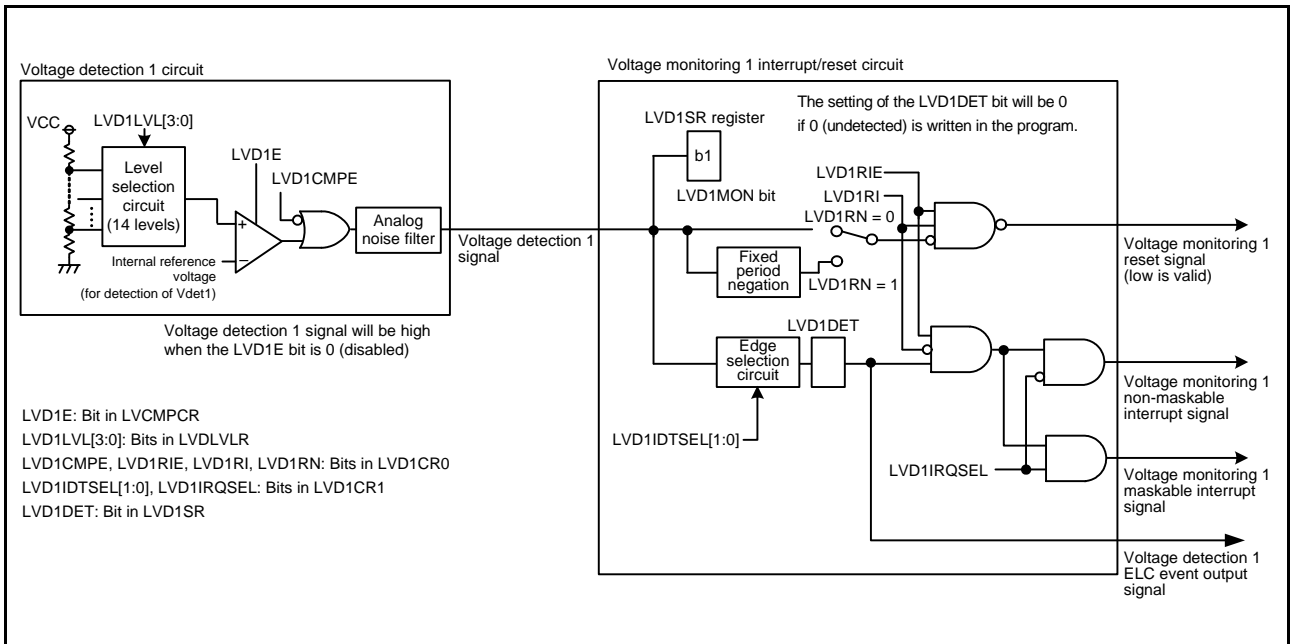 Voltage detection 1 circuit
VCC
LVD1LVL[3:0]
Level
selection
circuit
(14 levels)
LVD1E
LVD1CMPE
+
−
Analog
noise filter
Internal reference
voltage
(for detection of Vdet1)
Voltage detection 1
signal
Voltage detection 1 signal will be high
when the LVD1E bit is 0 (disabled)
Voltage monitoring 1 interrupt/reset circuit
The setting of the LVD1DET bit will be 0
if 0 (undetected) is written in the program.
LVD1SR register
b1
LVD1MON bit
LVD1RIE
LVD1RI
LVD1RN = 0
Fixed
period
negation
LVD1RN = 1
Voltage monitoring 1
reset signal
(low is valid)
LVD1DET
Edge
selection
circuit
LVD1IDTSEL[1:0]
LVD1IRQSEL
Voltage monitoring 1
non-maskable
interrupt signal
Voltage monitoring 1
maskable interrupt
signal
Voltage detection 1
ELC event output
signal
LVD1E: Bit in LVCMPCR
LVD1LVL[3:0]: Bits in LVDLVLR
LVD1CMPE, LVD1RIE, LVD1RI, LVD1RN: Bits in LVD1CR0
LVD1IDTSEL[1:0], LVD1IRQSEL: Bits in LVD1CR1
LVD1DET: Bit in LVD1SR